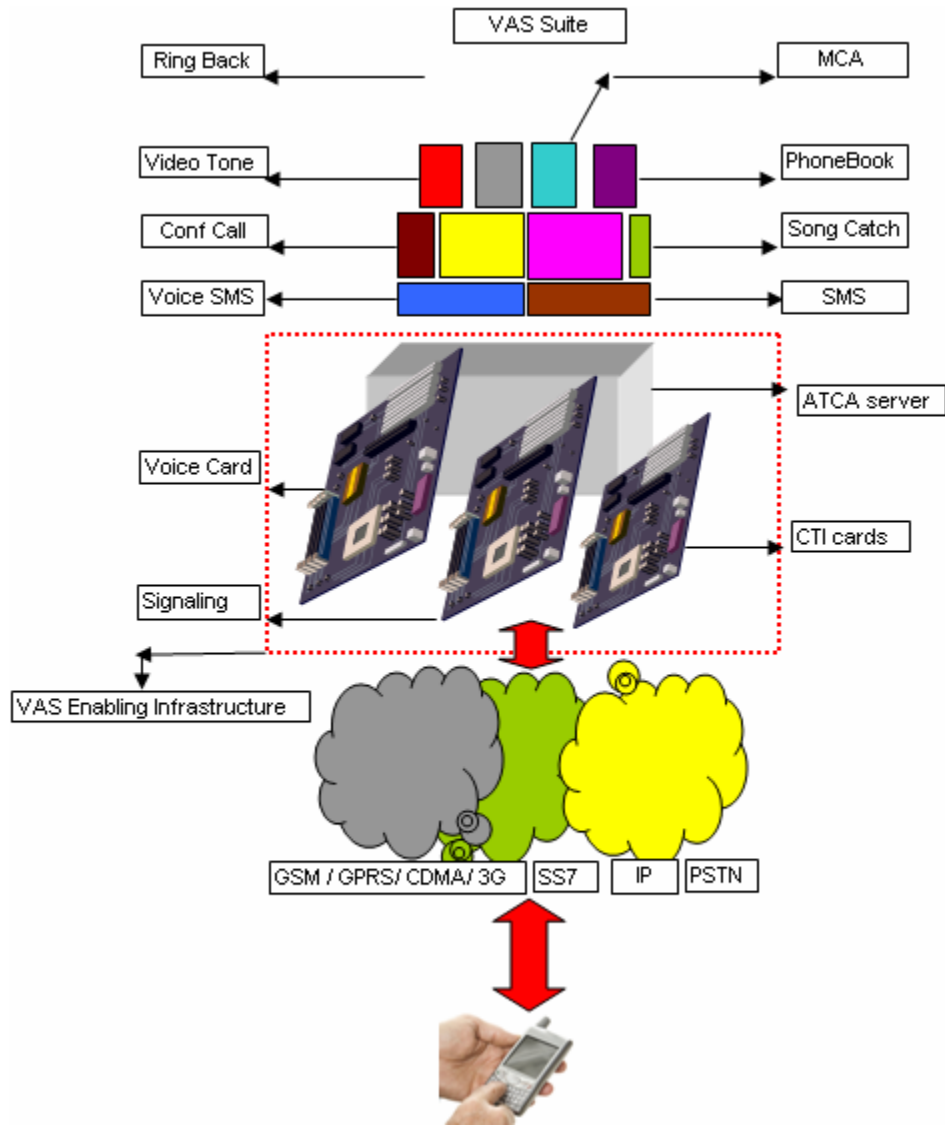 VAS Suite
Ring Back
MCA
Video Tone
PhoneBook
Conf Call
Song Catch
Voice SMS
SMS
ATCA server
Voice Card
CTI cards
Signaling
VAS Enabling Infrastructure
GSM / GPRS/ CDMA/ 3G
SS7
IP
PSTN